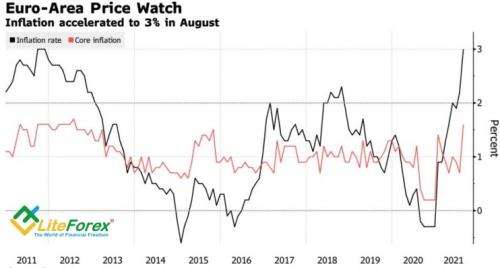 Euro-Area Price Watch
Inflation accelerated to 3% in August
Inflation rate Core inflation
3
2
1
0
Percent
LiteForex®
The World of Financial Freedom
2011 2012 2013 2014 2015 2016 2017 2018 2019 2020 2021